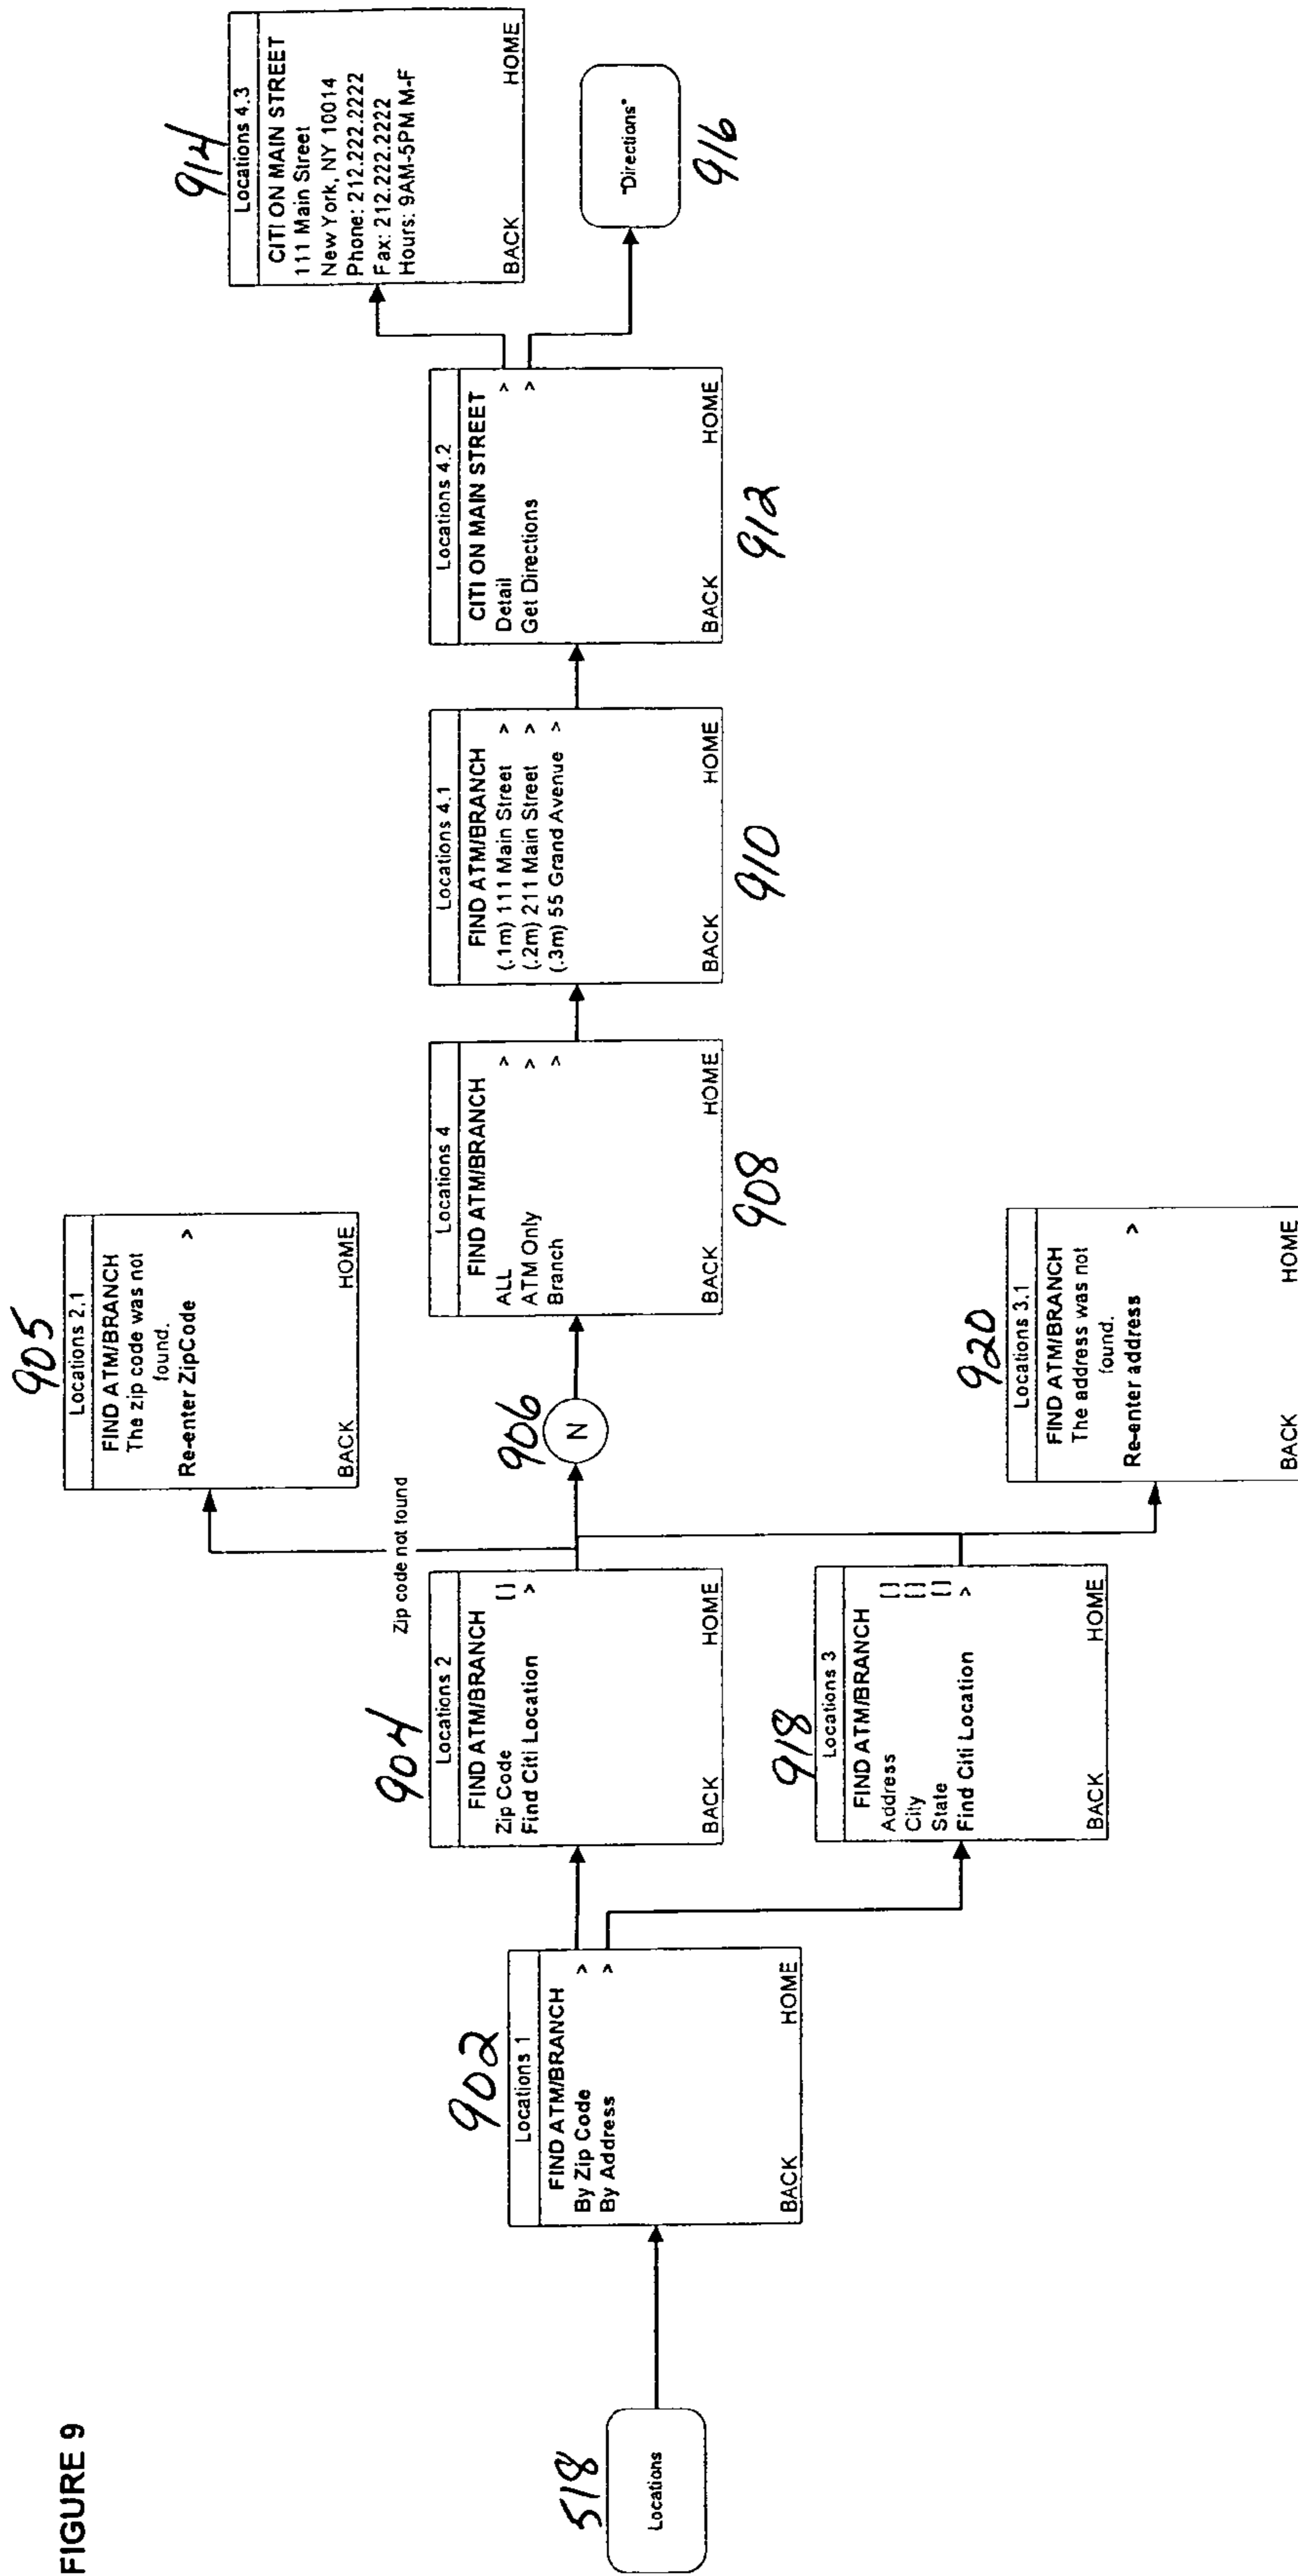 FIGURE 9
518
Locations
902
Locations 1
FIND ATM/BRANCH
By Zip Code >
By Address >
BACK HOME
904
Locations 2
FIND ATM/BRANCH
Zip Code [ ]
Find Citi Location >
BACK HOME
Zip code not found
905
Locations 2.1
FIND ATM/BRANCH
The zip code was not
found.
Re-enter ZipCode >
BACK HOME
918
Locations 3
FIND ATM/BRANCH
Address [ ]
City [ ]
State [ ]
Find Citi Location >
BACK HOME
920
Locations 3.1
FIND ATM/BRANCH
The address was not
found.
Re-enter address >
BACK HOME
906
N
Locations 4
FIND ATM/BRANCH
ALL >
ATM Only >
Branch >
BACK HOME
908
Locations 4.1
FIND ATM/BRANCH
(.1m) 111 Main Street >
(.2m) 211 Main Street >
(.3m) 55 Grand Avenue >
BACK HOME
910
Locations 4.2
CITI ON MAIN STREET
Detail >
Get Directions >
BACK HOME
912
914
Locations 4.3
CITI ON MAIN STREET
111 Main Street
New York, NY 10014
Phone: 212.222.2222
Fax: 212.222.2222
Hours: 9AM-5PM M-F
BACK HOME
"Directions"
916